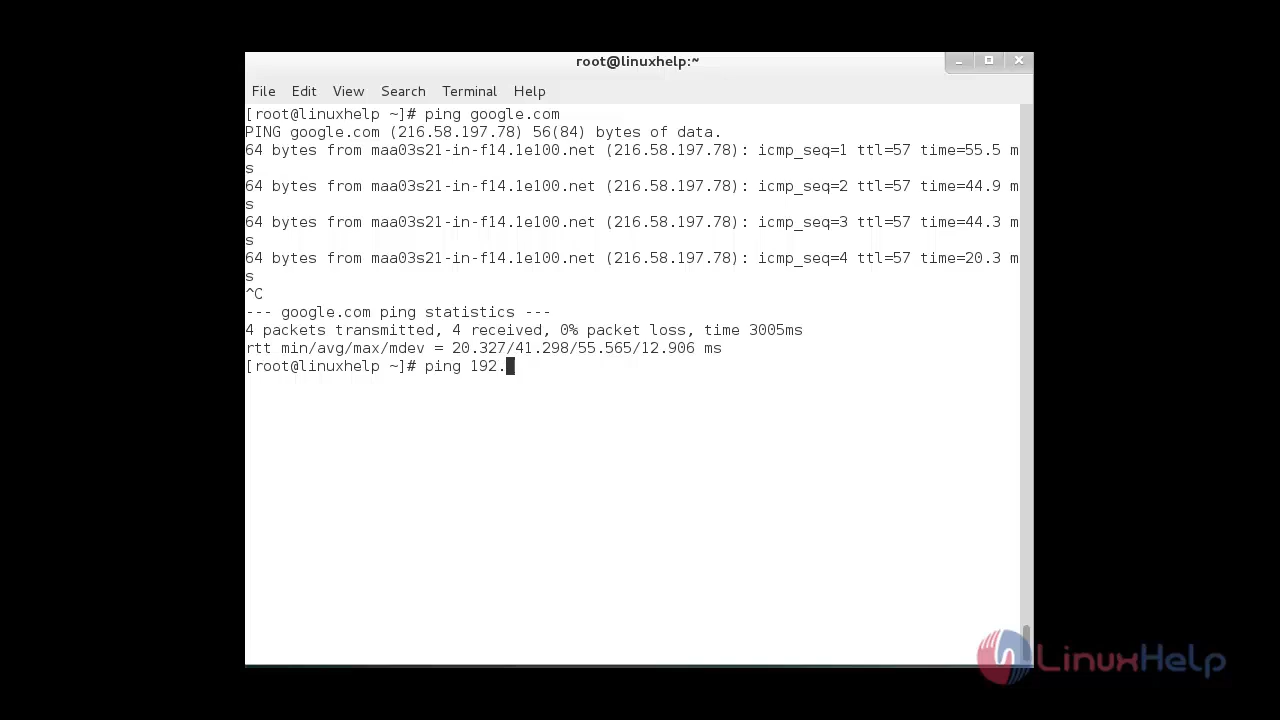 root@linuxhelp:~
File Edit View Search Terminal Help
[root@linuxhelp ~]# ping google.com
PING google.com (216.58.197.78) 56(84) bytes of data.
64 bytes from maa03s21-in-f14.1e100.net (216.58.197.78): icmp_seq=1 ttl=57 time=55.5 m
s
64 bytes from maa03s21-in-f14.1e100.net (216.58.197.78): icmp_seq=2 ttl=57 time=44.9 m
s
64 bytes from maa03s21-in-f14.1e100.net (216.58.197.78): icmp_seq=3 ttl=57 time=44.3 m
s
64 bytes from maa03s21-in-f14.1e100.net (216.58.197.78): icmp_seq=4 ttl=57 time=20.3 m
s
^C
--- google.com ping statistics ---
4 packets transmitted, 4 received, 0% packet loss, time 3005ms
rtt min/avg/max/mdev = 20.327/41.298/55.565/12.906 ms
[root@linuxhelp ~]# ping 192.
LinuxHelp